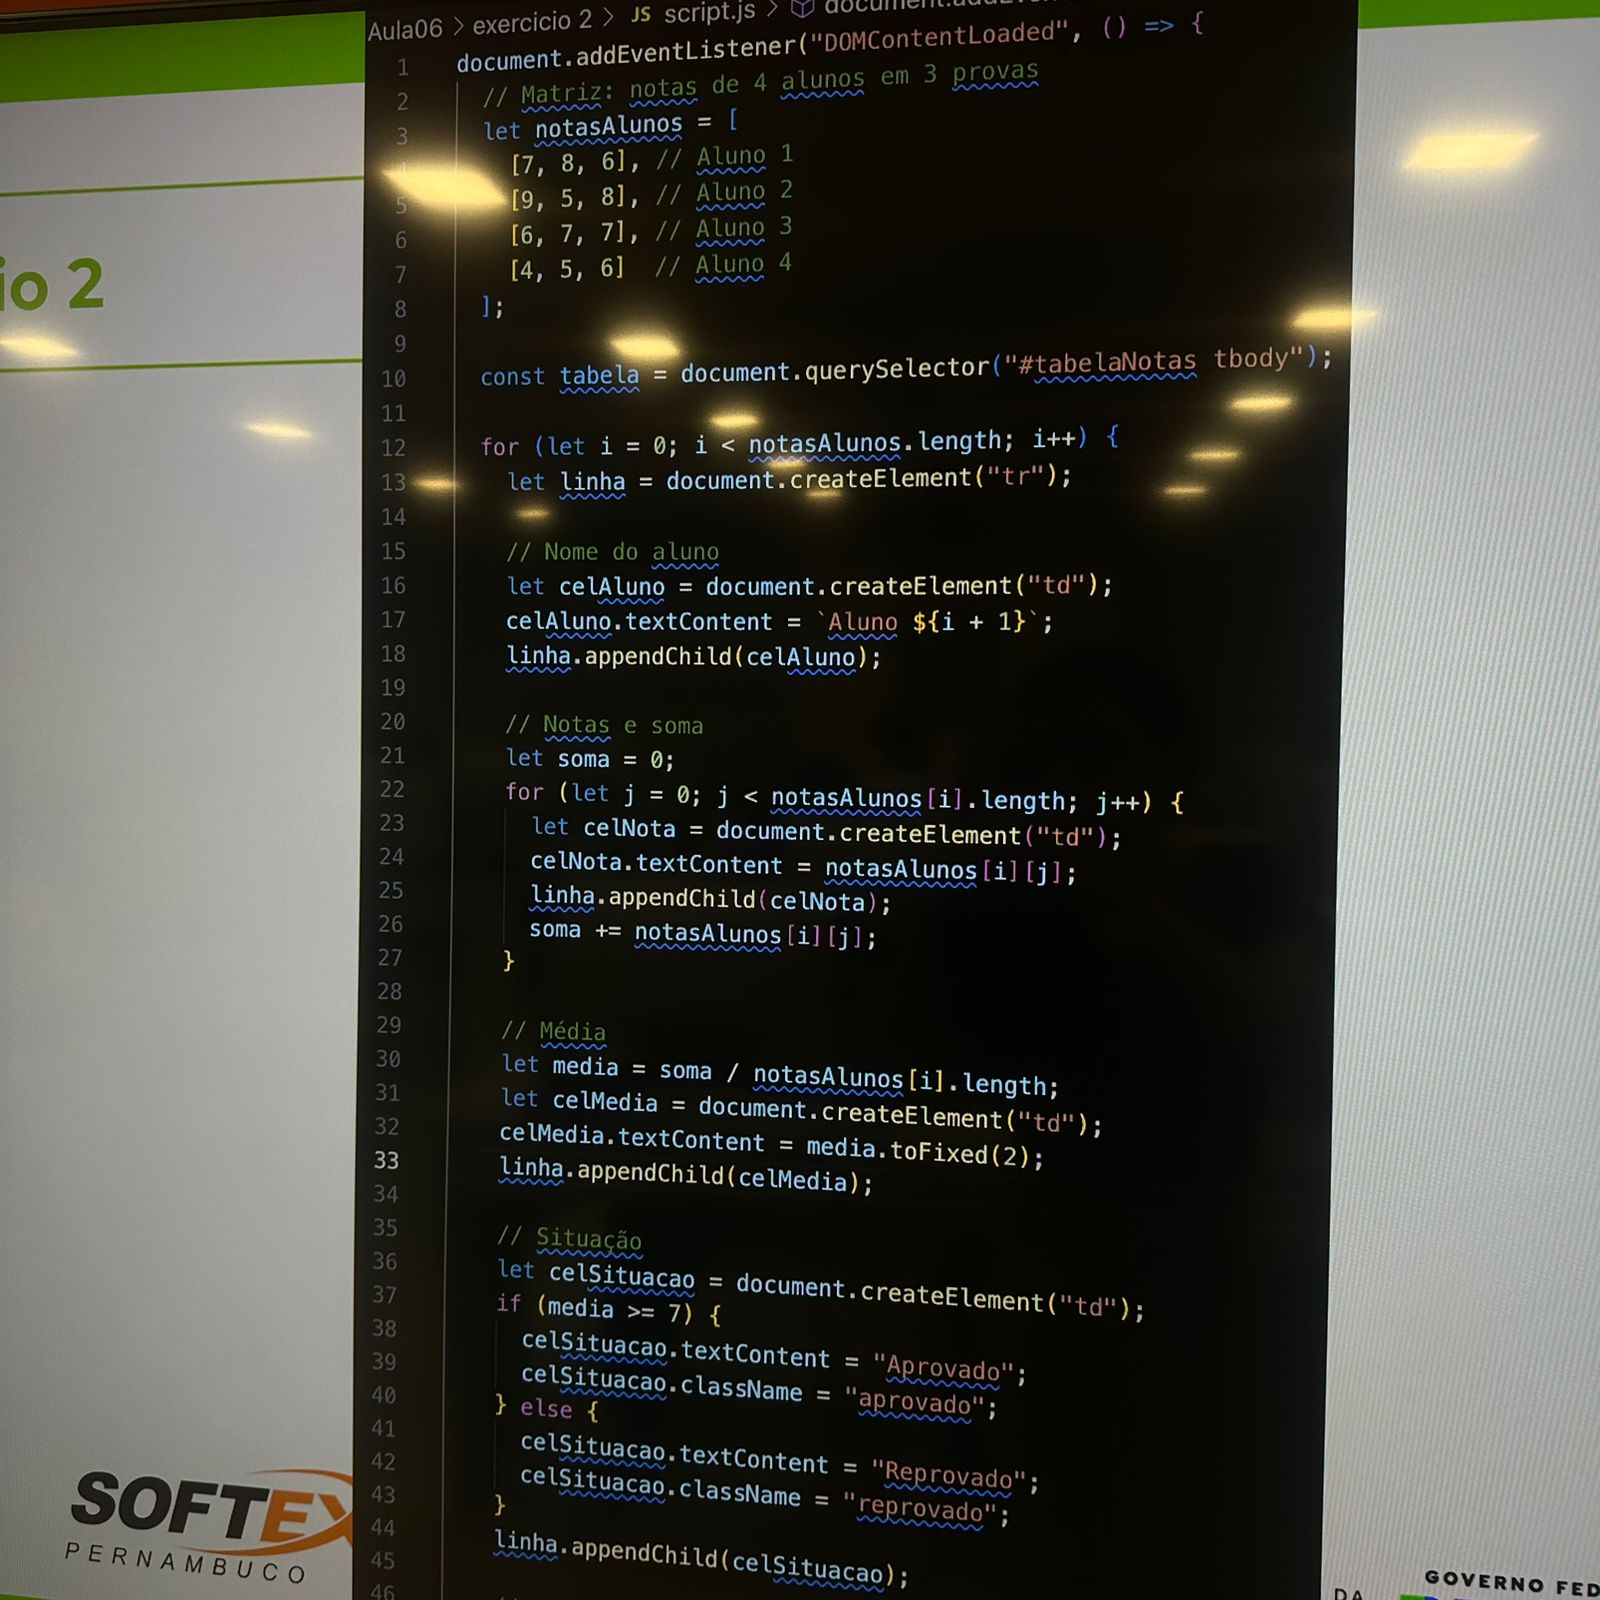 Aula06 > exercicio 2 > JS script.js >
1 document.addEventListener("DOMContentLoaded", () => {
2 // Matriz: notas de 4 alunos em 3 provas
3 let notasAlunos = [
[7, 8, 6], // Aluno 1
5 [9, 5, 8], // Aluno 2
6 [6, 7, 7], // Aluno 3
7 [4, 5, 6] // Aluno 4
8 ];
9
10 const tabela = document.querySelector("#tabelaNotas tbody");
11
12 for (let i = 0; i < notasAlunos.length; i++) {
13 let linha = document.createElement("tr");
14
15 // Nome do aluno
16 let celAluno = document.createElement("td");
17 celAluno.textContent = `Aluno ${i + 1}`;
18 linha.appendChild(celAluno);
19
20 // Notas e soma
21 let soma = 0;
22 for (let j = 0; j < notasAlunos[i].length; j++) {
23 let celNota = document.createElement("td");
24 celNota.textContent = notasAlunos[i][j];
25 linha.appendChild(celNota);
26 soma += notasAlunos[i][j];
27 }
28
29 // Média
30 let media = soma / notasAlunos[i].length;
31 let celMedia = document.createElement("td");
32 celMedia.textContent = media.toFixed(2);
33 linha.appendChild(celMedia);
34
35 // Situação
36 let celSituacao = document.createElement("td");
37 if (media >= 7) {
38 celSituacao.textContent = "Aprovado";
39 celSituacao.className = "aprovado";
40 } else {
41 celSituacao.textContent = "Reprovado";
42 celSituacao.className = "reprovado";
43 }
44 linha.appendChild(celSituacao);
45
46
io 2
SOFTEX
PERNAMBUCO
DA
GOVERNO FED